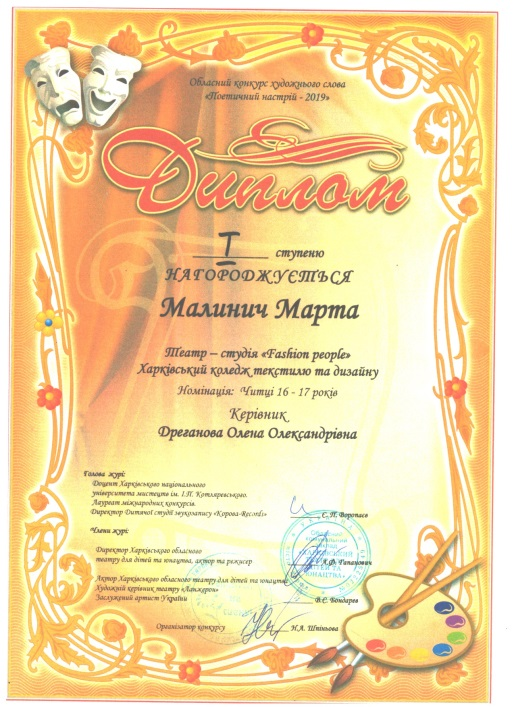 Обласний конкурс художнього слова
«Поетичний настрій - 2019»
Диплом
I ступеню
НАГОРОДЖУЄТЬСЯ
Малинич Марта
Театр – студія «Fashion people»
Харківський коледж текстилю та дизайну
Номінація: Читці 16 - 17 років
Керівник
Дреганова Олена Олександрівна
Голова журі:
Доцент Харківського національного
університета мистецтв ім. І.П. Котляревського.
Лауреат міжнародних конкурсів.
Директор Дитячої студії звукозапису «Корова-Records»
Є. П. Воропаєв
Члени журі:
Директор Харківського обласного
театру для дітей та юнацтва, актор та режисер
А.Ф. Гапанович
Актор Харківського обласного театру для дітей та юнацтва
Художній керівник театру «Ланжерон»
Заслужений артист України
В.Є. Бондарев
Організатор конкурсу
Н.А. Шпіньова